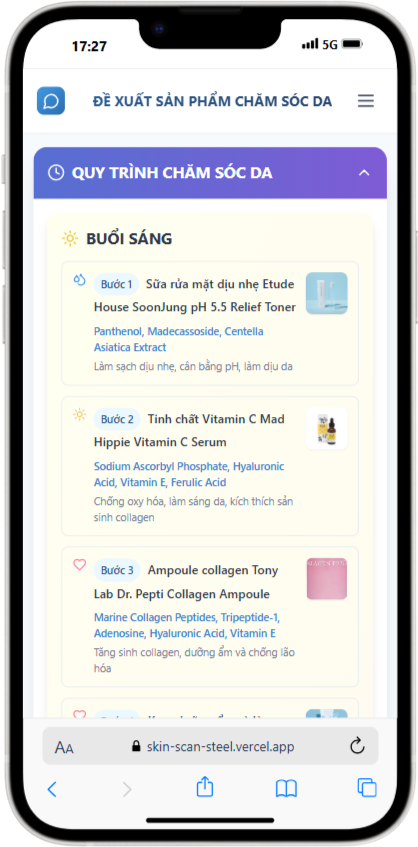 17:27
5G
ĐỀ XUẤT SẢN PHẨM CHĂM SÓC DA
QUY TRÌNH CHĂM SÓC DA
BUỔI SÁNG
Bước 1 Sữa rửa mặt dịu nhẹ Etude
House SoonJung pH 5.5 Relief Toner
Panthenol, Madecassoside, Centella
Asiatica Extract
Làm sạch dịu nhẹ, cân bằng pH, làm dịu da
Bước 2 Tinh chất Vitamin C Mad
Hippie Vitamin C Serum
Sodium Ascorbyl Phosphate, Hyaluronic
Acid, Vitamin E, Ferulic Acid
Chống oxy hóa, làm sáng da, kích thích sản
sinh collagen
Bước 3 Ampoule collagen Tony
Lab Dr. Pepti Collagen Ampoule
Marine Collagen Peptides, Tripeptide-1,
Adenosine, Hyaluronic Acid, Vitamin E
Tăng sinh collagen, dưỡng ẩm và chống lão
hóa
AA
skin-scan-steel.vercel.app